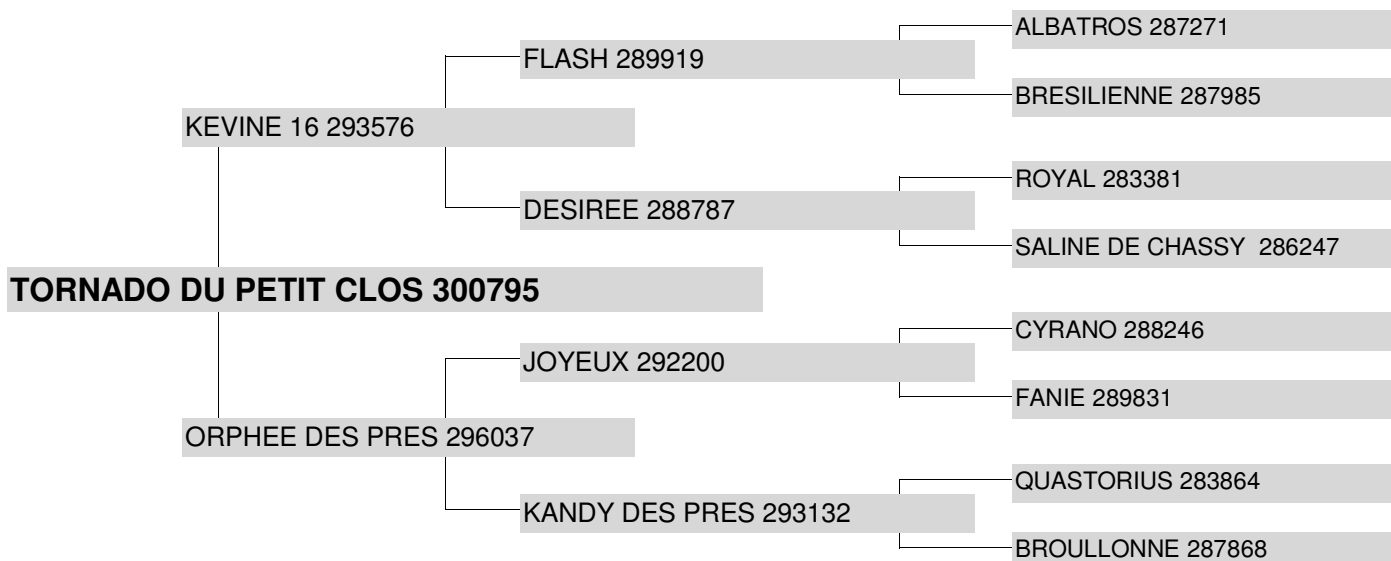 ALBATROS 287271
FLASH 289919
BRESILIENNE 287985
KEVINE 16 293576
ROYAL 283381
DESIREE 288787
SALINE DE CHASSY 286247
TORNADO DU PETIT CLOS 300795
CYRANO 288246
JOYEUX 292200
FANIE 289831
ORPHEE DES PRES 296037
QUASTORIUS 283864
KANDY DES PRES 293132
BROULLONNE 287868